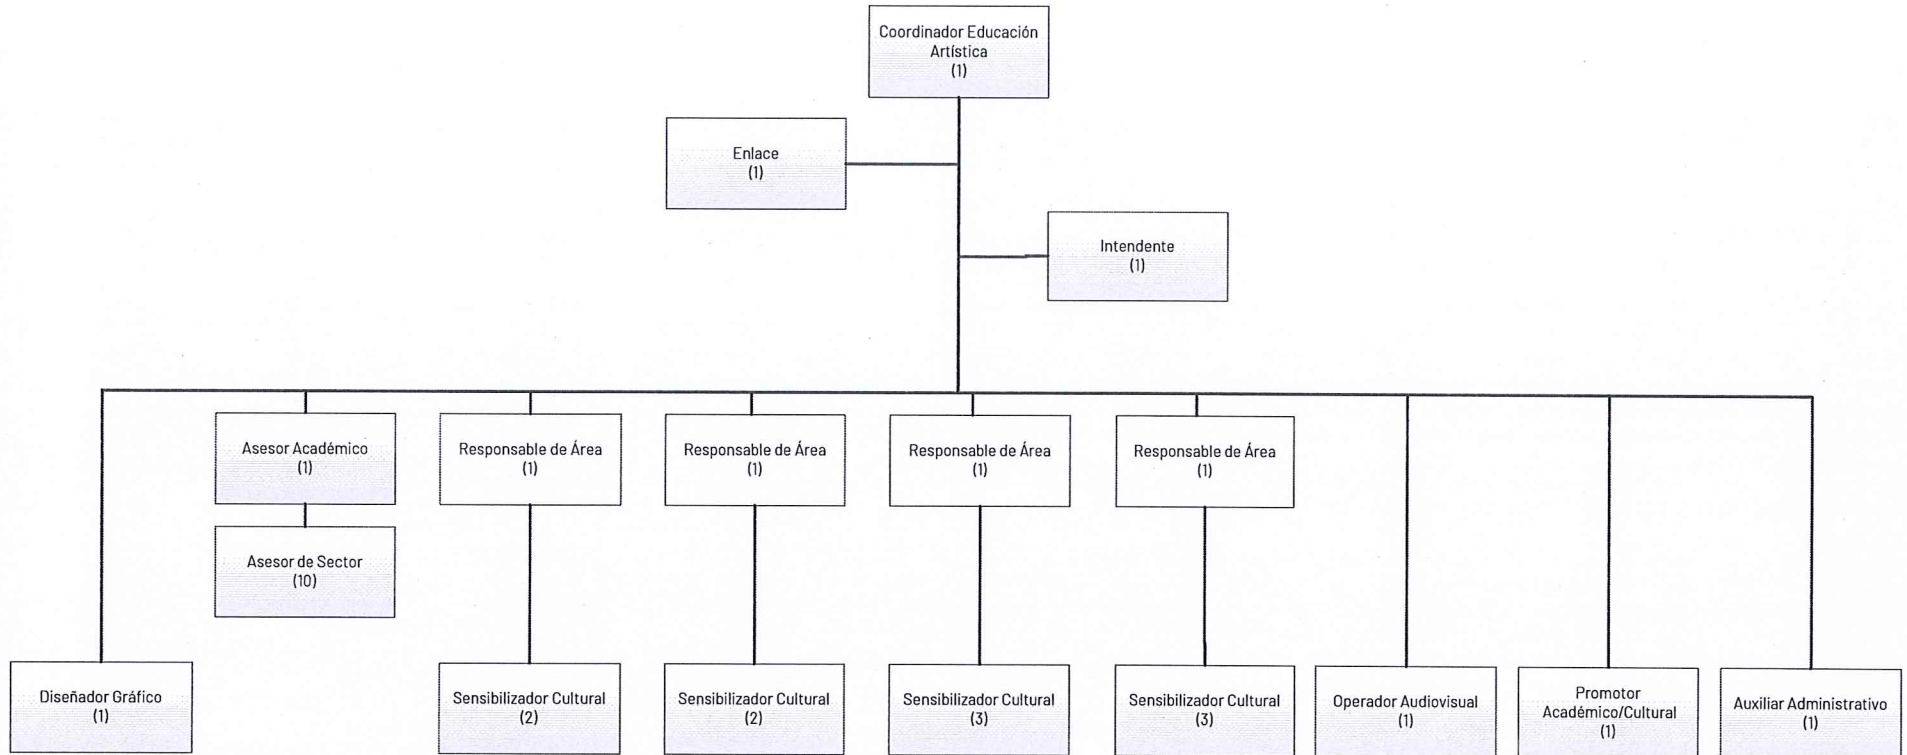 Coordinador Educación
Artística
(1)
Enlace
(1)
Intendente
(1)
Asesor Académico
(1)
Responsable de Área
(1)
Responsable de Área
(1)
Responsable de Área
(1)
Responsable de Área
(1)
Asesor de Sector
(10)
Diseñador Gráfico
(1)
Sensibilizador Cultural
(2)
Sensibilizador Cultural
(2)
Sensibilizador Cultural
(3)
Sensibilizador Cultural
(3)
Operador Audiovisual
(1)
Promotor
Académico/Cultural
(1)
Auxiliar Administrativo
(1)